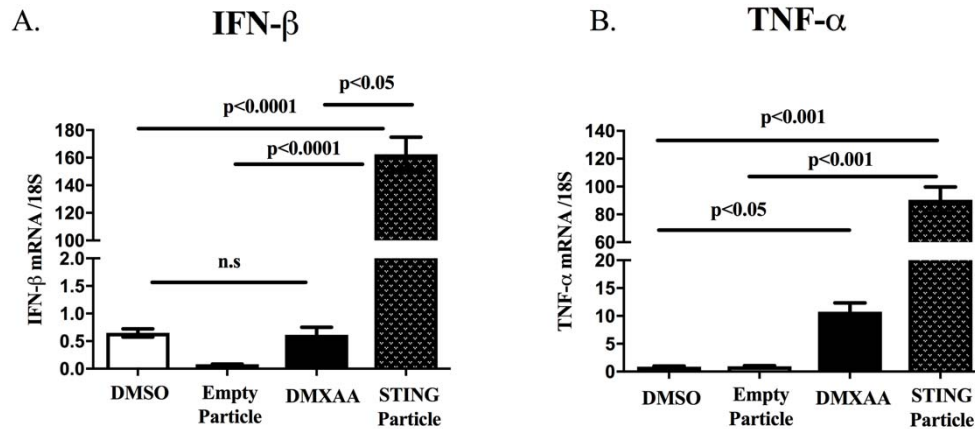 A.
IFN-β
p<0.05
p<0.0001
p<0.0001
n.s
IFN-β mRNA /18S
180
160
140
120
100
2.0
1.5
1.0
0.5
0.0
DMSO
Empty
Particle
DMXAA
STING
Particle
B.
TNF-α
p<0.001
p<0.001
p<0.05
TNF-α mRNA/18S
140
120
100
80
60
20
15
10
5
0
DMSO
Empty
Particle
DMXAA
STING
Particle